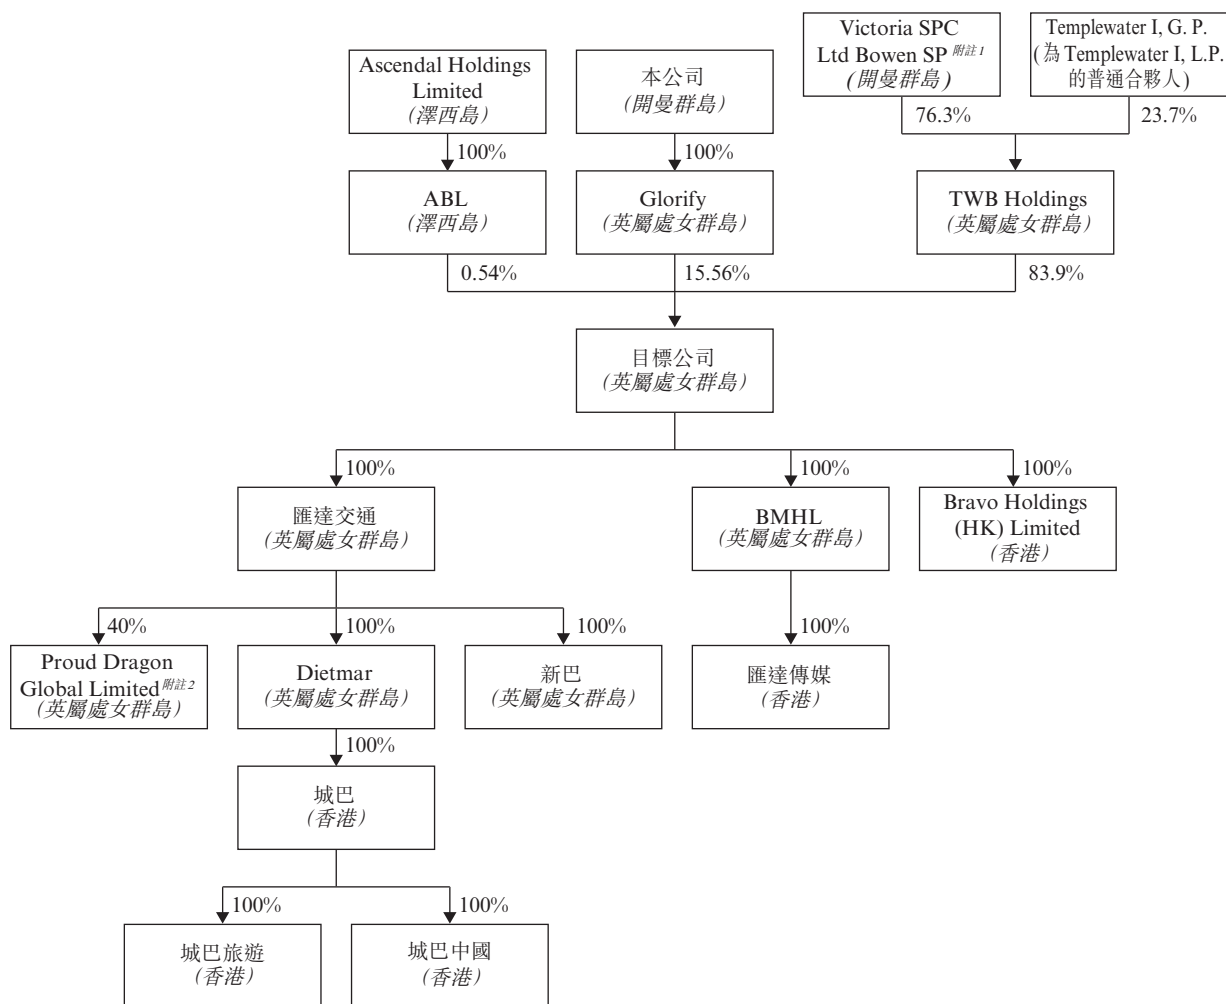 Ascendal Holdings
Limited
(澤西島)
本公司
(開曼群島)
Victoria SPC
Ltd Bowen SP 附註1
(開曼群島)
Templewater I, G. P.
(為 Templewater I, L.P.
的普通合夥人)
100%
100%
76.3%
23.7%
ABL
(澤西島)
Glorify
(英屬處女群島)
TWB Holdings
(英屬處女群島)
0.54%
15.56%
83.9%
目標公司
(英屬處女群島)
100%
100%
100%
匯達交通
(英屬處女群島)
BMHL
(英屬處女群島)
Bravo Holdings
(HK) Limited
(香港)
40%
100%
100%
100%
Proud Dragon
Global Limited附註2
(英屬處女群島)
Dietmar
(英屬處女群島)
新巴
(英屬處女群島)
匯達傳媒
(香港)
100%
城巴
(香港)
100%
100%
城巴旅遊
(香港)
城巴中國
(香港)